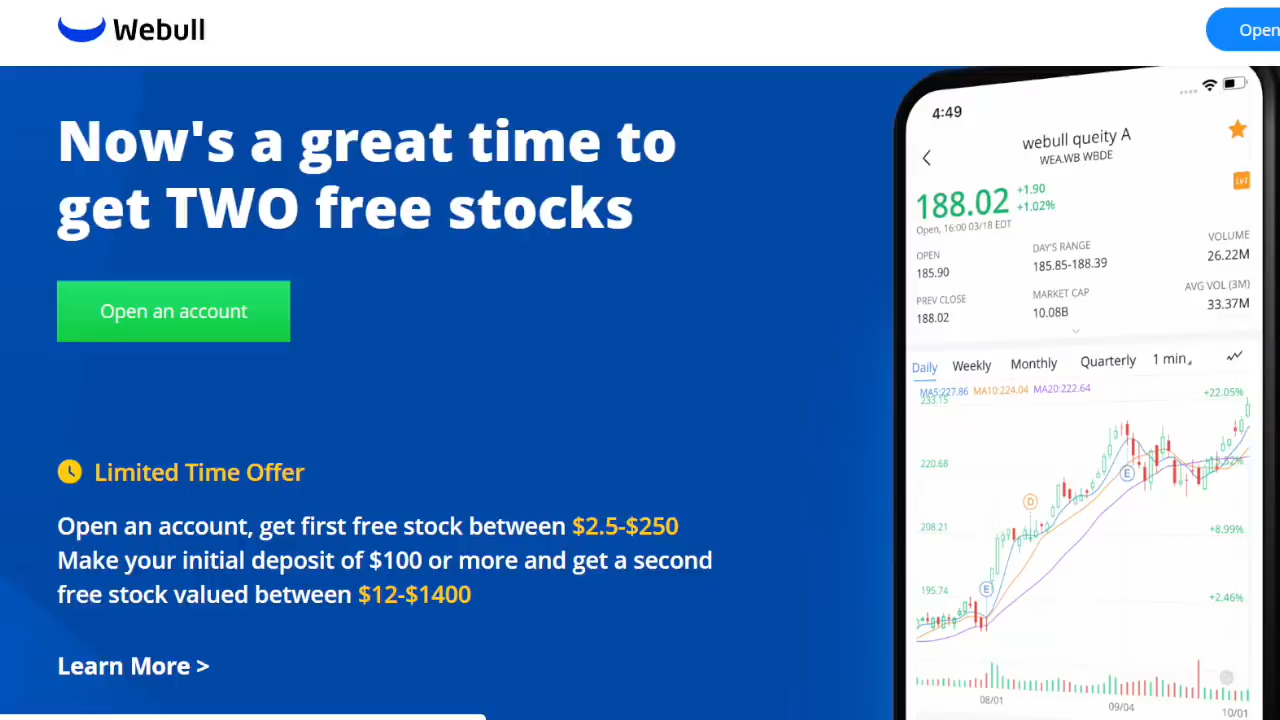 Webull
Open
Now's a great time to
get TWO free stocks
Open an account
Limited Time Offer
Open an account, get first free stock between $2.5-$250
Make your initial deposit of $100 or more and get a second
free stock valued between $12-$1400
Learn More >
4:49
webull queity A
WEA.WB WBDE
Lv1
188.02
+1.90
+1.02%
Open, 16:00 03/18 EDT
OPEN
185.90
DAY'S RANGE
185.85-188.39
VOLUME
26.22M
PREV CLOSE
188.02
MARKET CAP
10.08B
AVG VOL (3M)
33.37M
Daily Weekly Monthly Quarterly 1 min
MA5:227.86 MA10:224.04 MA20:222.64
233.15 +22.05%
D
E
220.68
208.21 +8.99%
E
195.74 +2.46%
08/01 09/04 10/01